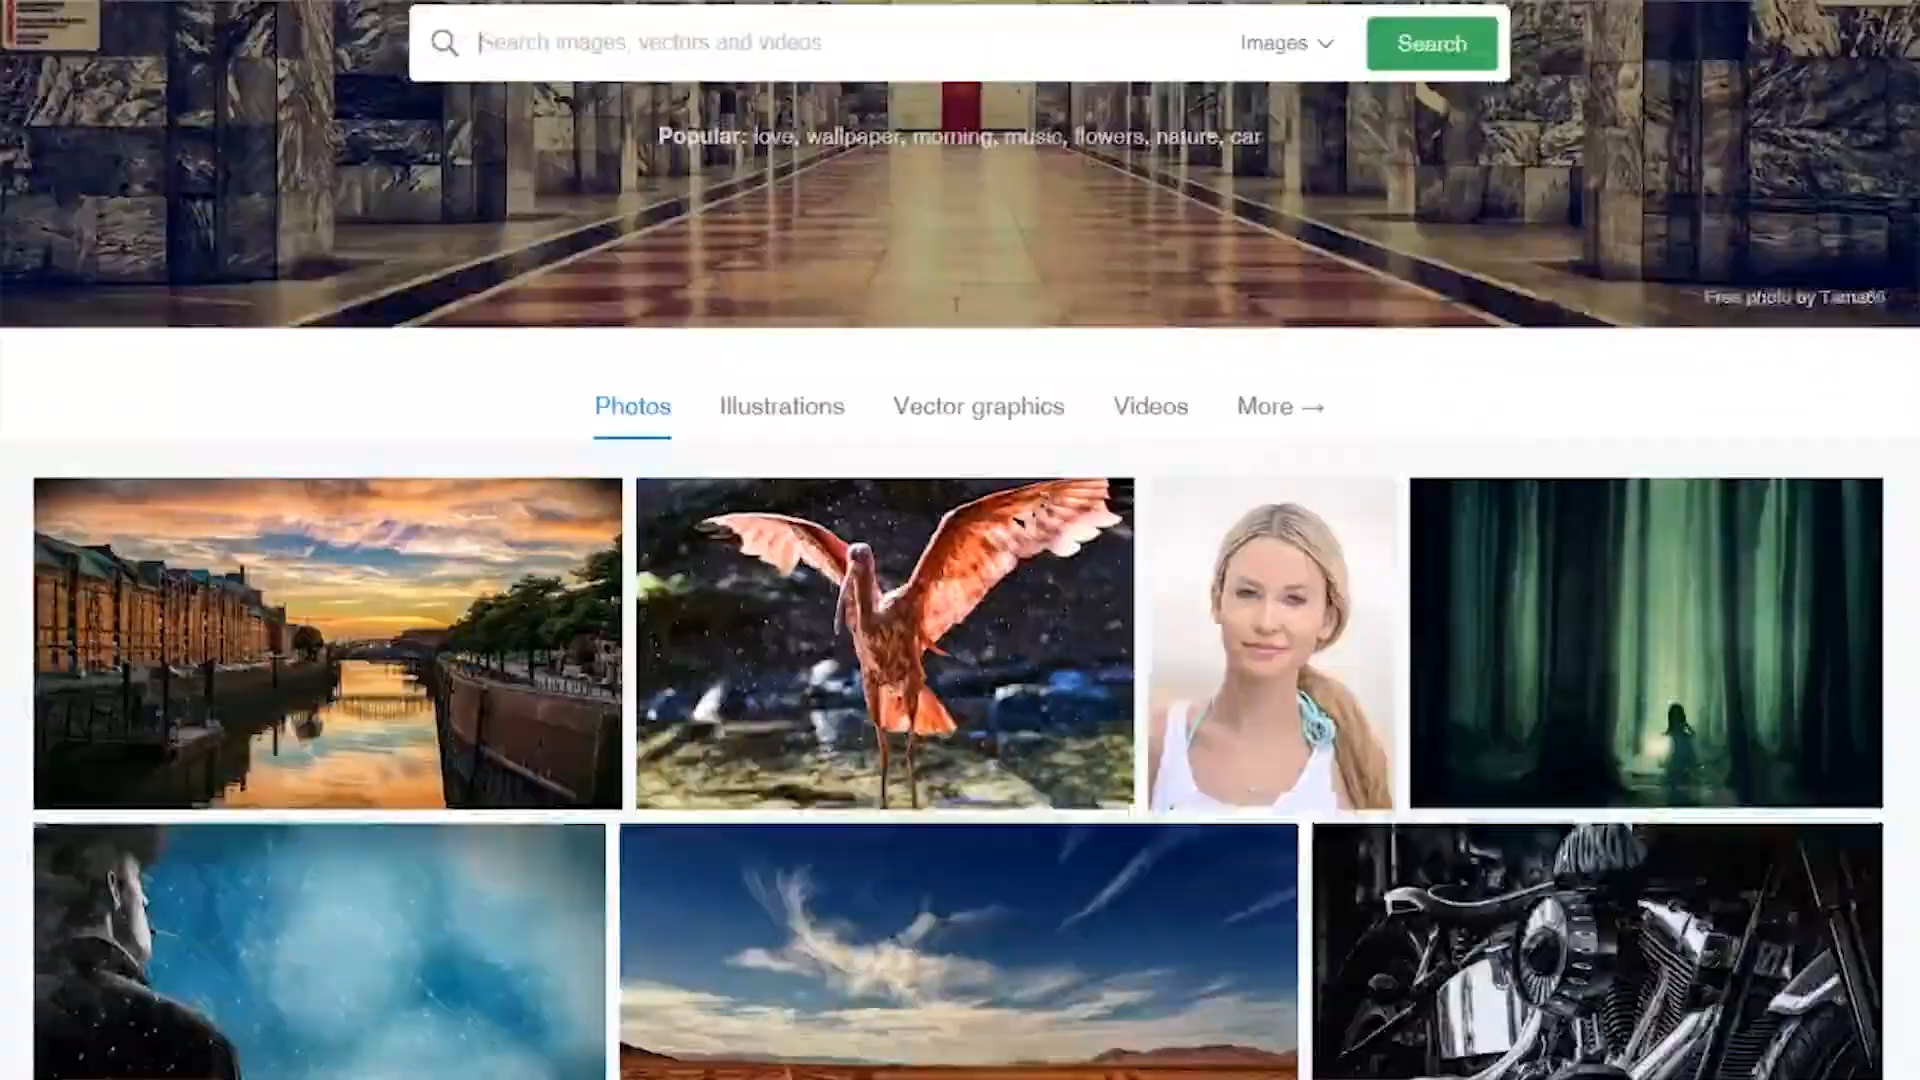 Search images, vectors and videos
Images
Search
Popular: love, wallpaper, morning, music, flowers, nature, car
Free photo by Tama66
Photos
Illustrations
Vector graphics
Videos
More →